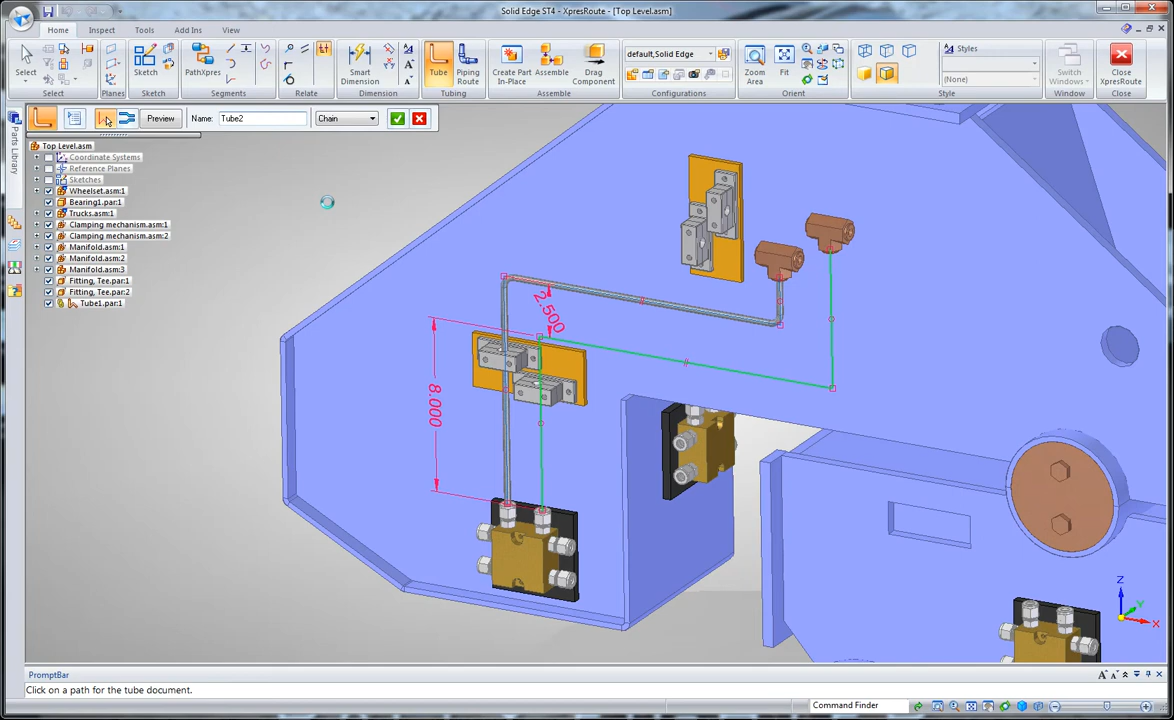 Solid Edge ST4 - XpresRoute - [Top Level.asm]
Home
Inspect
Tools
Add Ins
View
Select
Sketch
PathXpres
Smart
Dimension
Tube
Piping
Route
Create Part
In-Place
Assemble
Drag
Component
default,Solid Edge
Zoom
Area
Fit
Styles
(None)
Switch
Windows
Close
XpresRoute
Select
Planes
Sketch
Segments
Relate
Dimension
Tubing
Assemble
Configurations
Orient
Style
Window
Close
Preview
Name:
Tube2
Chain
Parts Library
Top Level.asm
Coordinate Systems
Reference Planes
Sketches
Wheelset.asm:1
Bearing1.par:1
Trucks.asm:1
Clamping mechanism.asm:1
Clamping mechanism.asm:2
Manifold.asm:1
Manifold.asm:2
Manifold.asm:3
Fitting, Tee.par:1
Fitting, Tee.par:2
Tube1.par:1
2.500
8.000
Z
Y
X
PromptBar
Click on a path for the tube document.
Command Finder